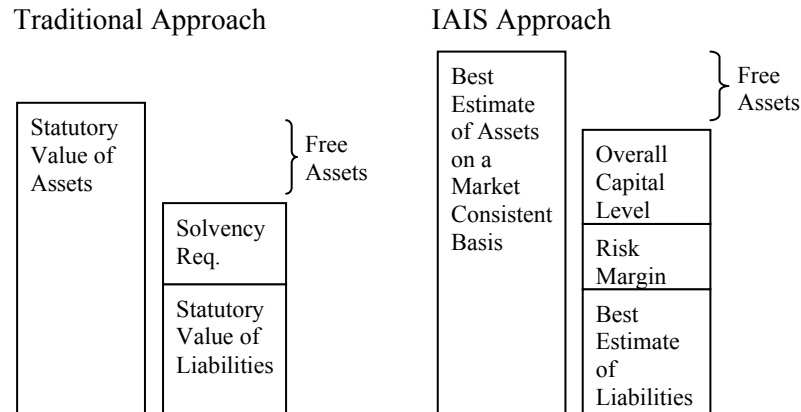 Traditional Approach
Statutory
Value of
Assets
Free
Assets
Solvency
Req.
Statutory
Value of
Liabilities
IAIS Approach
Best
Estimate
of Assets
on a
Market
Consistent
Basis
Free
Assets
Overall
Capital
Level
Risk
Margin
Best
Estimate
of
Liabilities